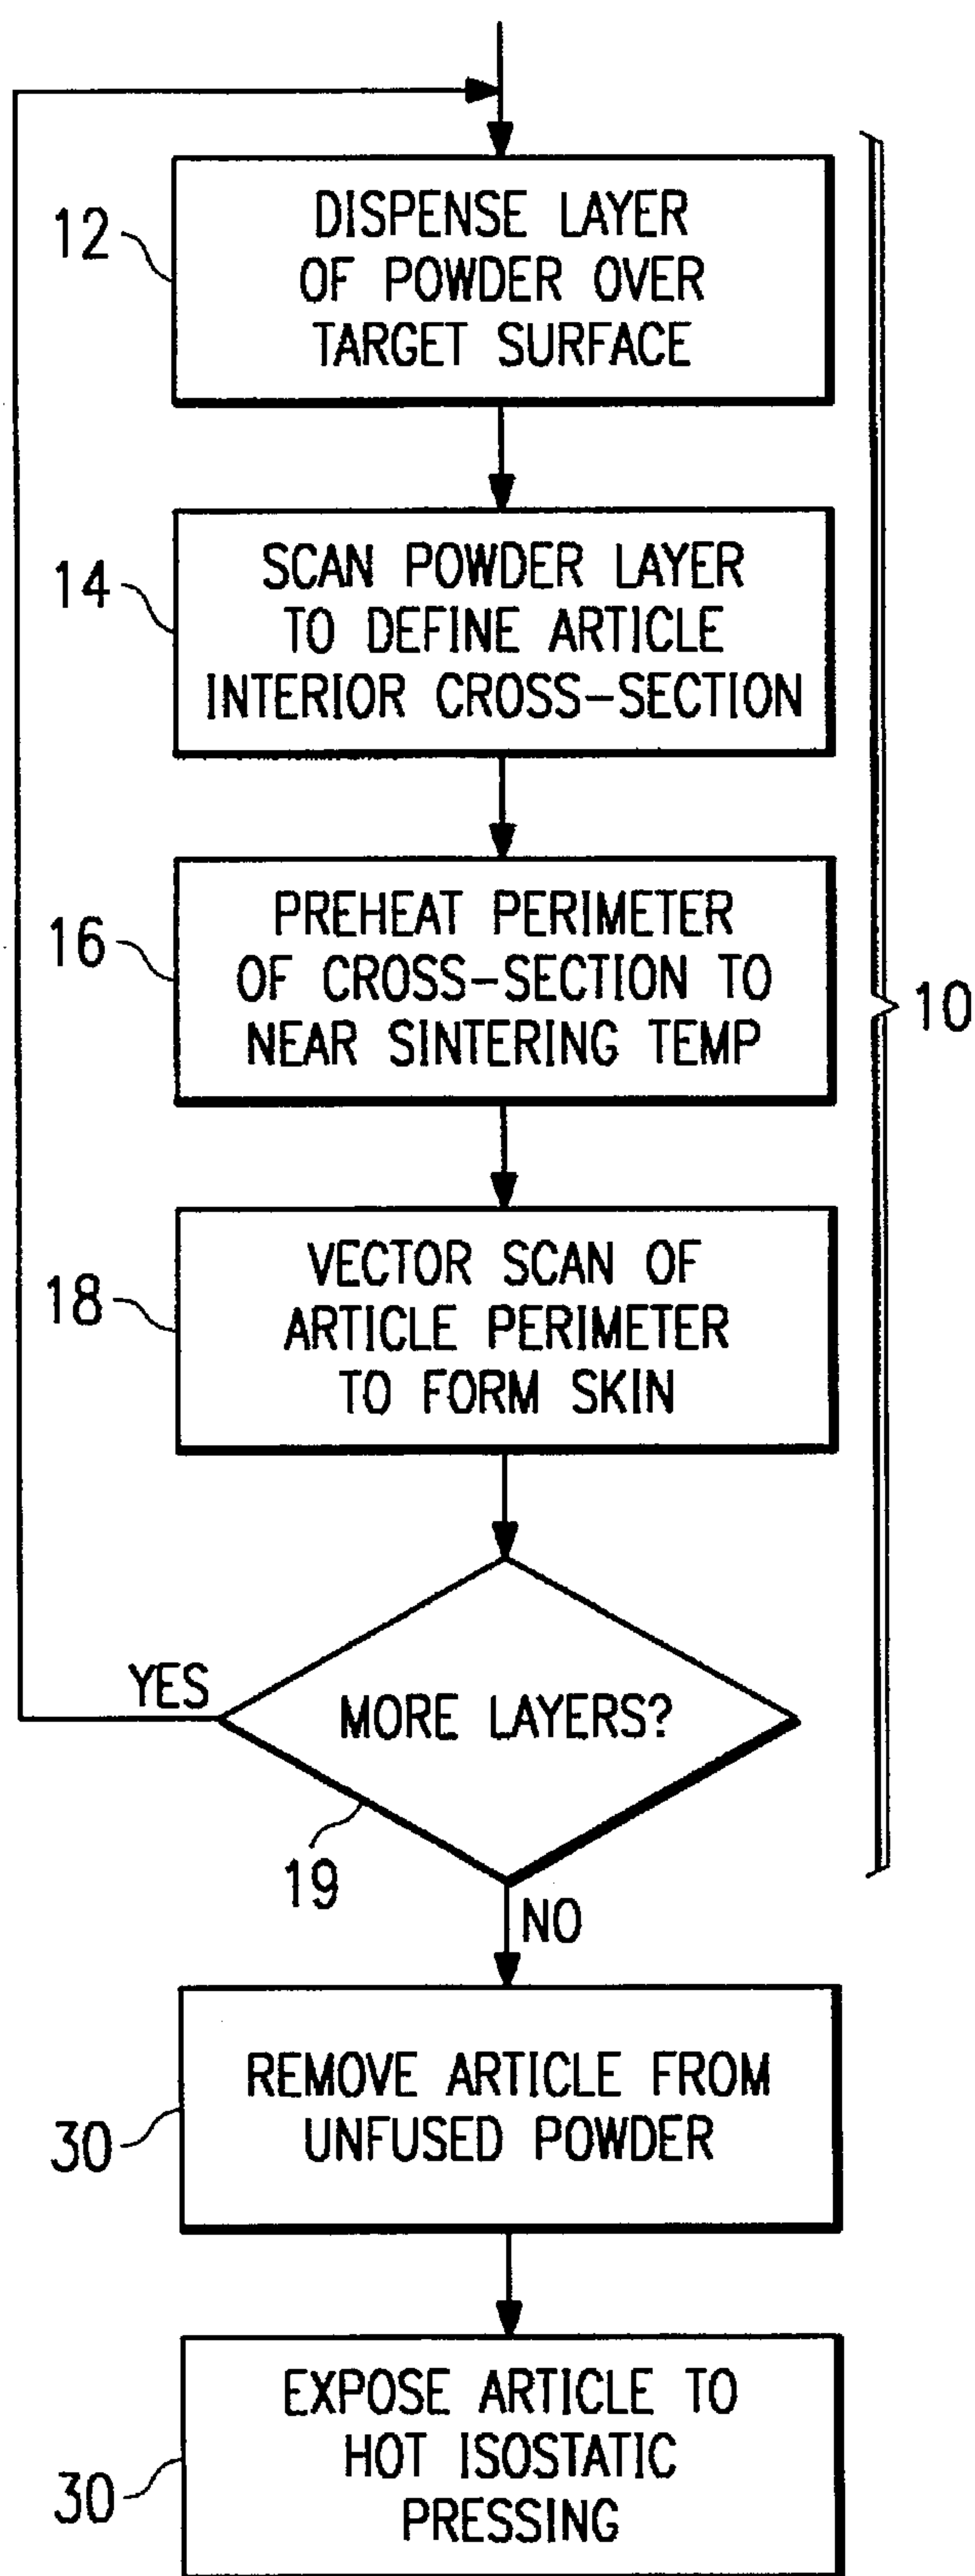 12
DISPENSE LAYER
OF POWDER OVER
TARGET SURFACE
14
SCAN POWDER LAYER
TO DEFINE ARTICLE
INTERIOR CROSS-SECTION
16
PREHEAT PERIMETER
OF CROSS-SECTION TO
NEAR SINTERING TEMP
10
18
VECTOR SCAN OF
ARTICLE PERIMETER
TO FORM SKIN
YES
MORE LAYERS?
19
NO
30
REMOVE ARTICLE FROM
UNFUSED POWDER
30
EXPOSE ARTICLE TO
HOT ISOSTATIC
PRESSING